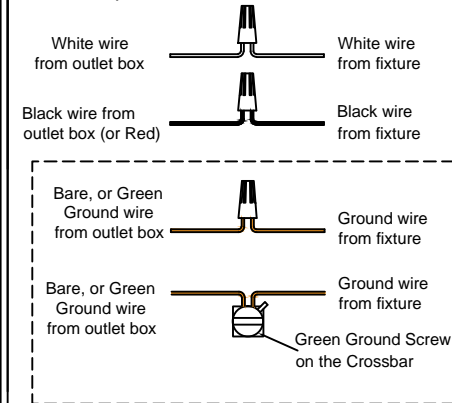 White wire
from outlet box
White wire
from fixture
Black wire from
outlet box (or Red)
Black wire
from fixture
Bare, or Green
Ground wire
from outlet box
Ground wire
from fixture
Bare, or Green
Ground wire
from outlet box
Ground wire
from fixture
Green Ground Screw
on the Crossbar